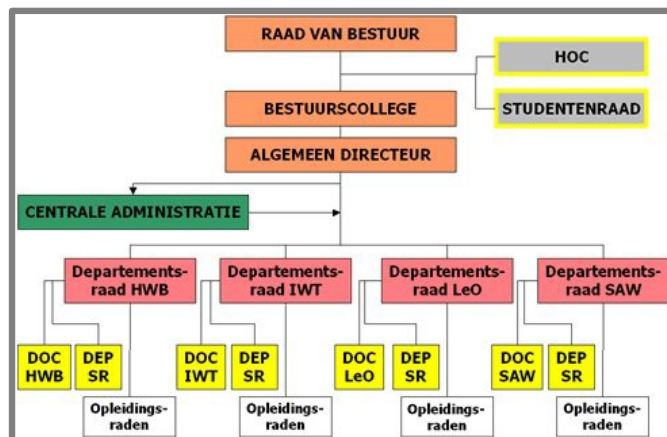 RAAD VAN BESTUUR
HOC
BESTUURSCOLLEGE
STUDENTENRAAD
ALGEMEEN DIRECTEUR
CENTRALE ADMINISTRATIE
Departements-
raad HWB
Departements-
raad IWT
Departements-
raad LeO
Departements-
raad SAW
DOC
HWB
DEP
SR
DOC
IWT
DEP
SR
DOC
LeO
DEP
SR
DOC
SAW
DEP
SR
Opleidings-
raden
Opleidings-
raden
Opleidings-
raden
Opleidings-
raden